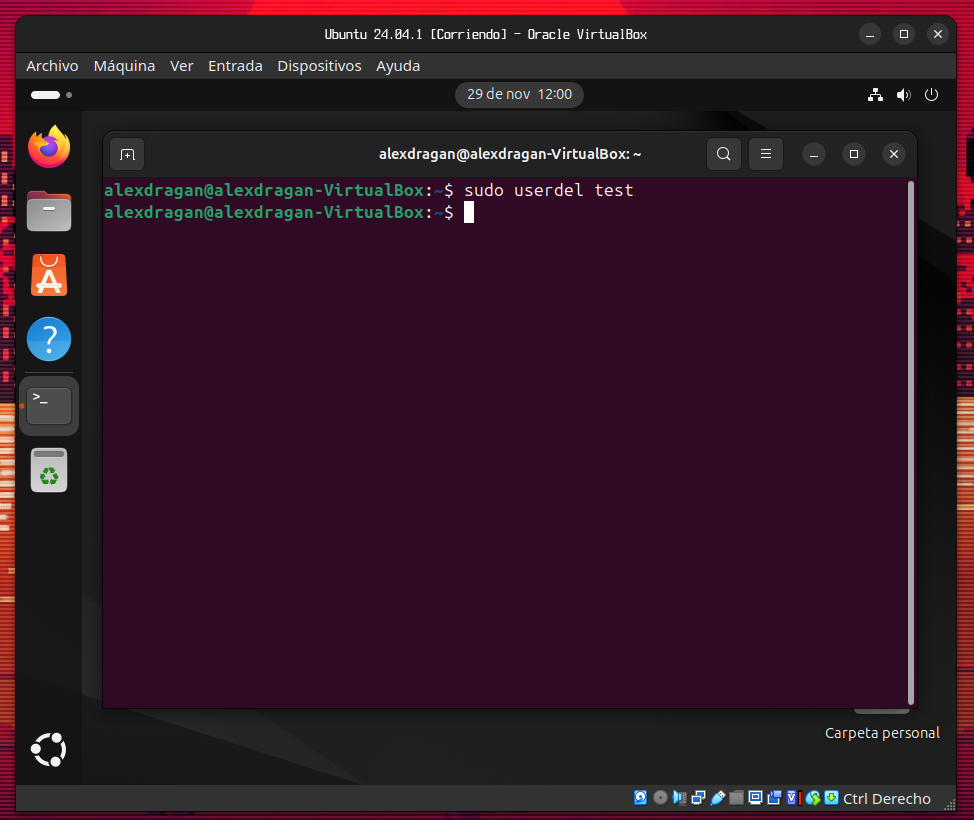 Ubuntu 24.04.1 [Corriendo] - Oracle VirtualBox
Archivo Máquina Ver Entrada Dispositivos Ayuda
29 de nov 12:00
alexdragan@alexdragan-VirtualBox: ~
alexdragan@alexdragan-VirtualBox:~$ sudo userdel test
alexdragan@alexdragan-VirtualBox:~$
Carpeta personal
Ctrl Derecho